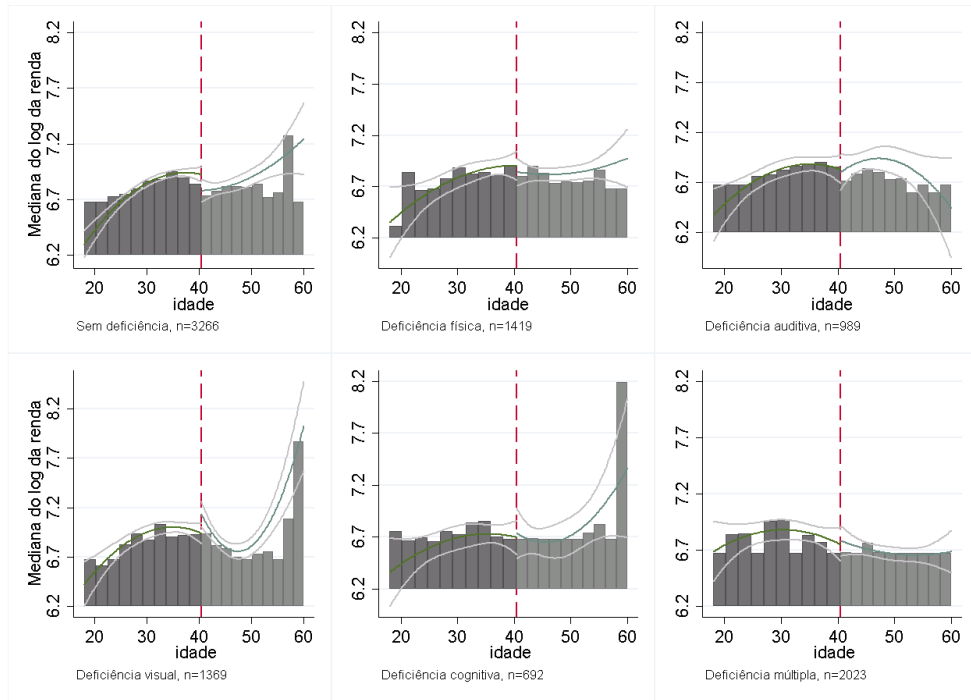 Mediana do log da renda
8.2
7.7
7.2
6.7
6.2
20 30 40 50 60
idade
Sem deficiência, n=3266
8.2
7.7
7.2
6.7
6.2
20 30 40 50 60
idade
Deficiência física, n=1419
8.2
7.7
7.2
6.7
6.2
20 30 40 50 60
idade
Deficiência auditiva, n=989
Mediana do log da renda
8.2
7.7
7.2
6.7
6.2
20 30 40 50 60
idade
Deficiência visual, n=1369
8.2
7.7
7.2
6.7
6.2
20 30 40 50 60
idade
Deficiência cognitiva, n=692
8.2
7.7
7.2
6.7
6.2
20 30 40 50 60
idade
Deficiência múltipla, n=2023